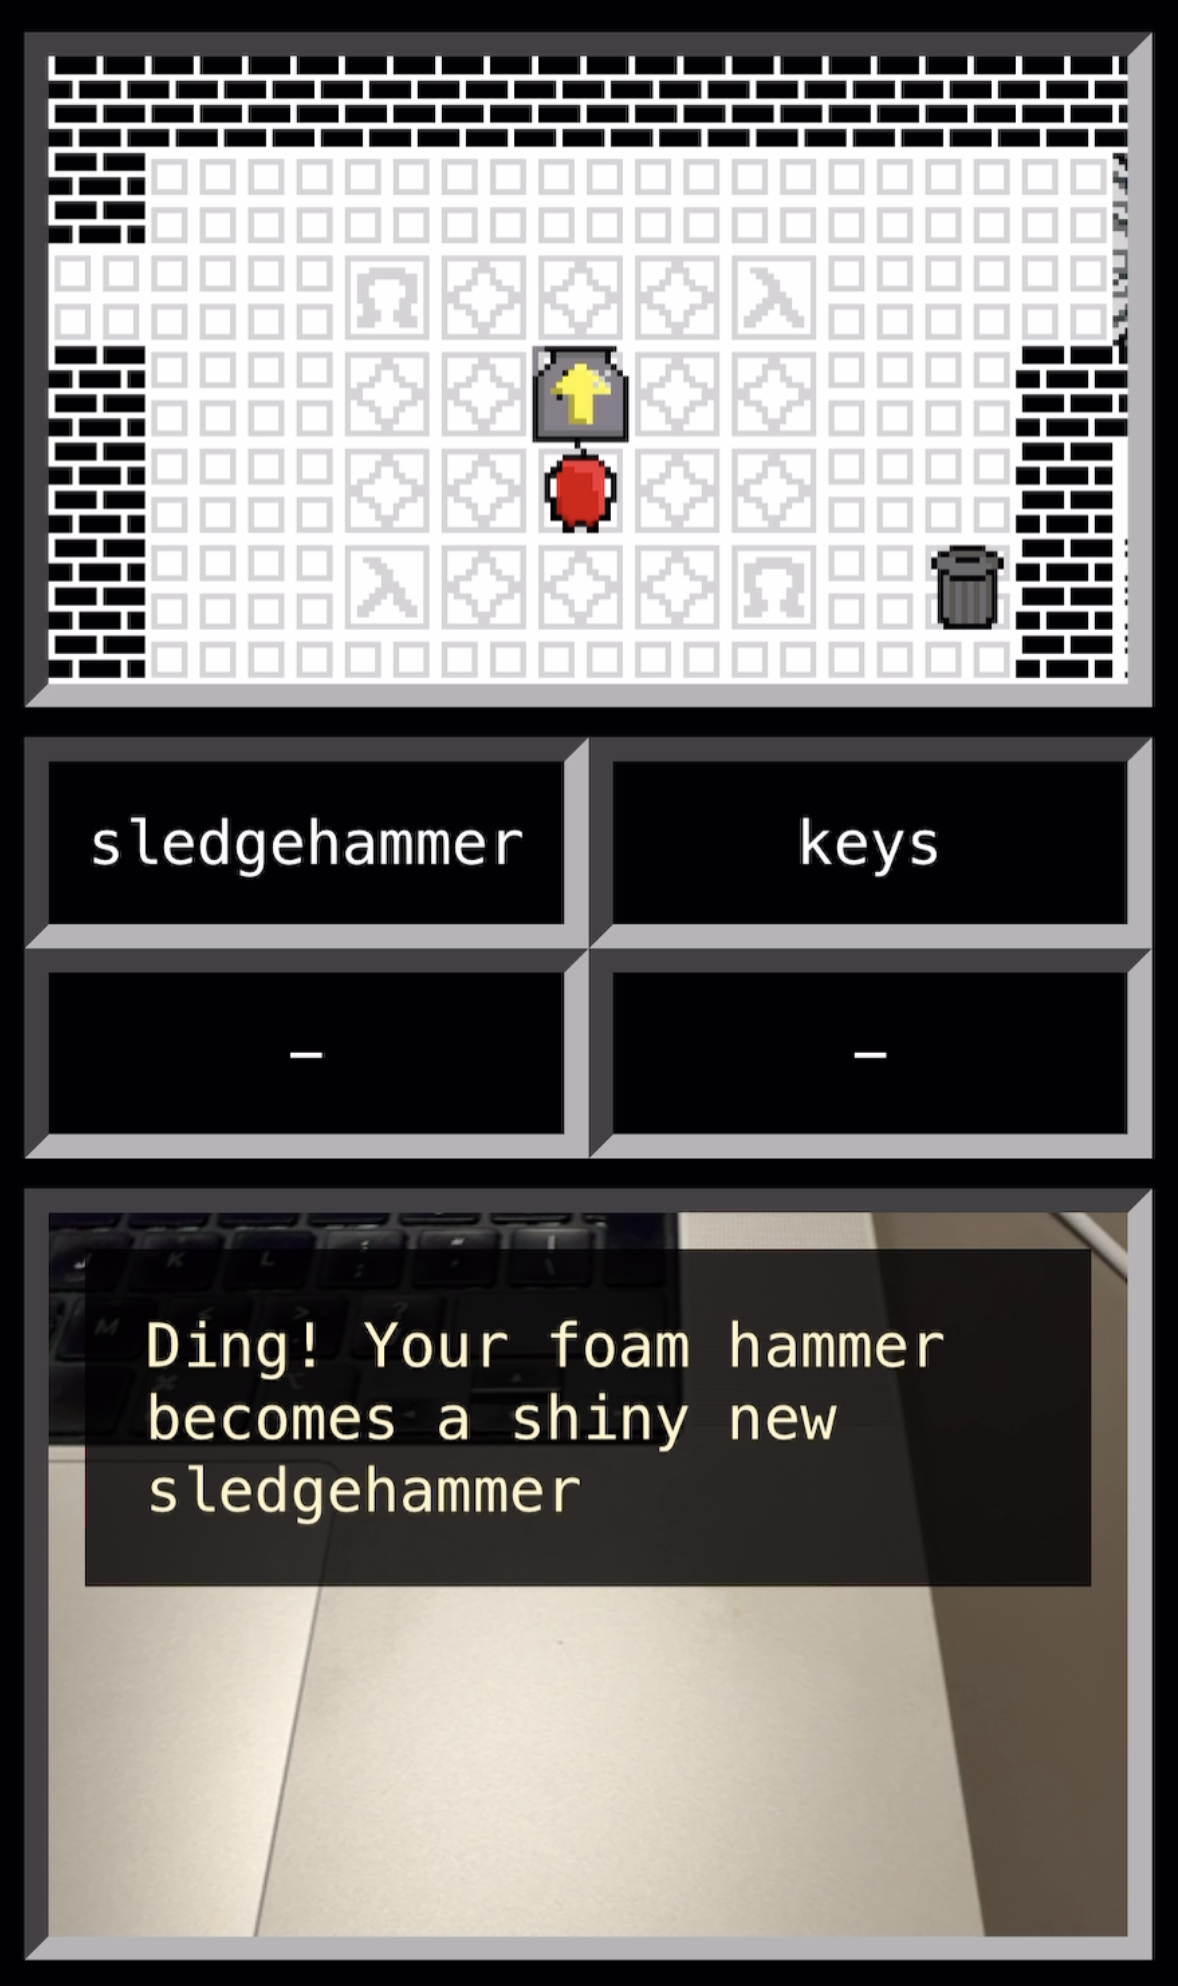 Ω λ
λ Ω
sledgehammer keys
– –
K L : ; " ' | \
M < , > . ?
Ding! Your foam hammer
becomes a shiny new
sledgehammer